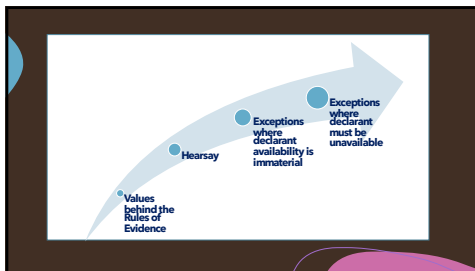 Values
behind the
Rules of
Evidence
Hearsay
Exceptions
where
declarant
availability is
immaterial
Exceptions
where
declarant
must be
unavailable